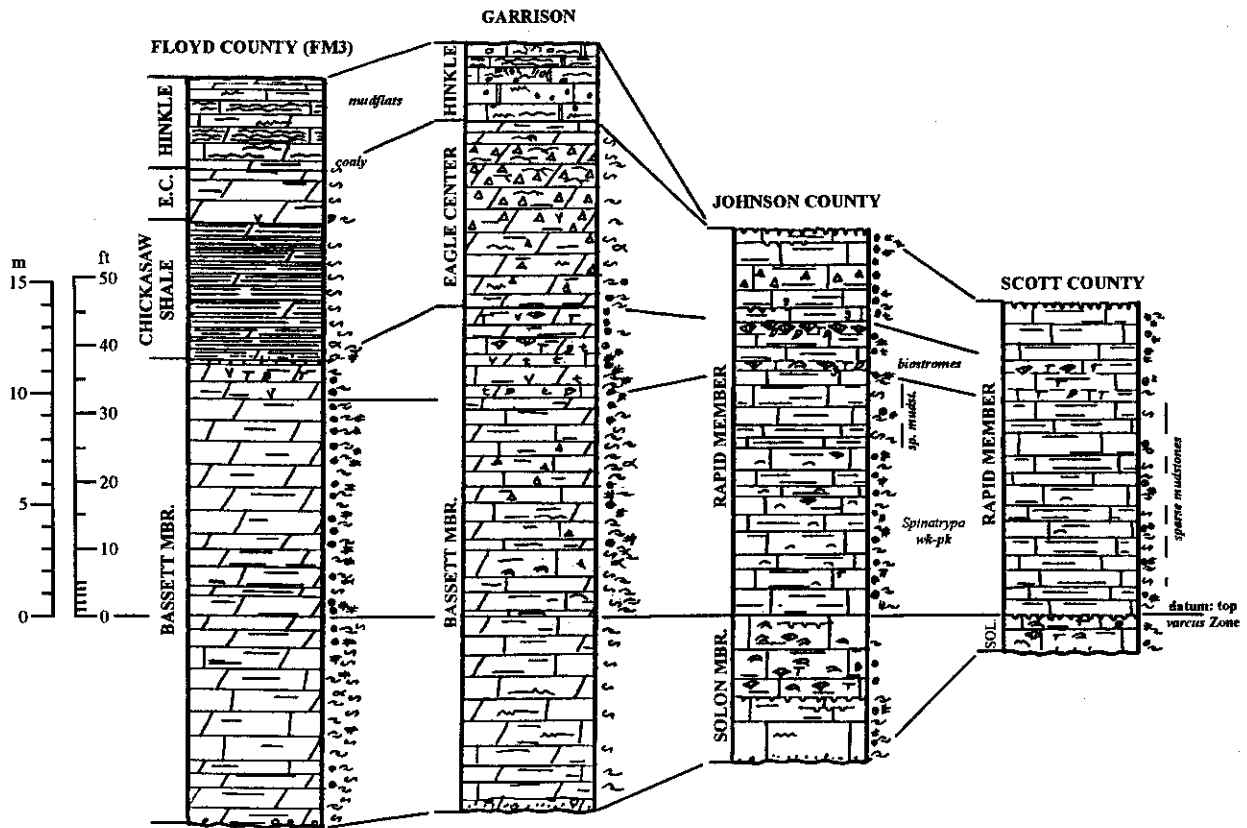 GARRISON
FLOYD COUNTY (FM3)
HINKLE
mudflats
HINKLE
coaly
E.C.
EAGLE CENTER
JOHNSON COUNTY
CHICKASAW
SHALE
m
ft
15
50
SCOTT COUNTY
40
biostromes
10
30
RAPID MEMBER
sp. mudst.
RAPID MEMBER
sparse mudstones
20
5
BASSETT MBR.
BASSETT MBR.
Spinatrypa
wk-pk
10
0
0
datum: top
varcus Zone
SOLON MBR.
SOL.